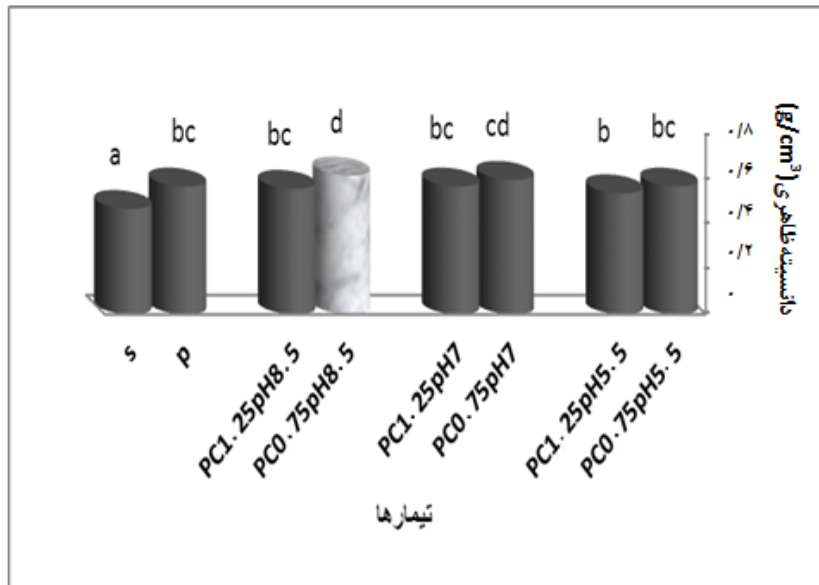 a
bc
bc
d
bc
cd
b
bc
دانسیته ظاهری (g/cm³)
۰/۸
۰/۶
۰/۴
۰/۲
۰
s
p
PC1.25pH8.5
PC0.75pH8.5
PC1.25pH7
PC0.75pH7
PC1.25pH5.5
PC0.75pH5.5
تیمارها